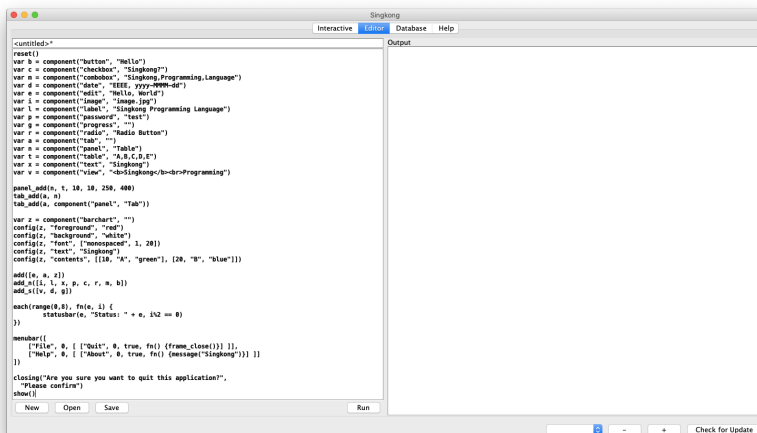 Singkong
Interactive Editor Database Help
<untitled>*
Output
reset()
var b = component("button", "Hello")
var c = component("checkbox", "Singkong?")
var m = component("combobox", "Singkong,Programming,Language")
var d = component("date", "EEEE, yyyy-MMMM-dd")
var e = component("edit", "Hello, World")
var i = component("image", "image.jpg")
var l = component("label", "Singkong Programming Language")
var p = component("password", "test")
var g = component("progress", "")
var r = component("radio", "Radio Button")
var a = component("tab", "")
var n = component("panel", "Table")
var t = component("table", "A,B,C,D,E")
var x = component("text", "Singkong")
var v = component("view", "<b>Singkong</b><br>Programming")
panel_add(n, t, 10, 10, 250, 400)
tab_add(a, n)
tab_add(a, component("panel", "Tab"))
var z = component("barchart", "")
config(z, "foreground", "red")
config(z, "background", "white")
config(z, "font", ["monospaced", 1, 20])
config(z, "text", "Singkong")
config(z, "contents", [[10, "A", "green"], [20, "B", "blue"]])
add([e, a, z])
add_n([i, l, x, p, c, r, m, b])
add_s([v, d, g])
each(range(0,8), fn(e, i) {
statusbar(e, "Status: " + e, i%2 == 0)
})
menubar([
["File", 0, [ ["Quit", 0, true, fn() {frame_close()}] ]],
["Help", 0, [ ["About", 0, true, fn() {message("Singkong")}] ]]
])
closing("Are you sure you want to quit this application?",
"Please confirm")
show()
New Open Save Run
- + Check for Update